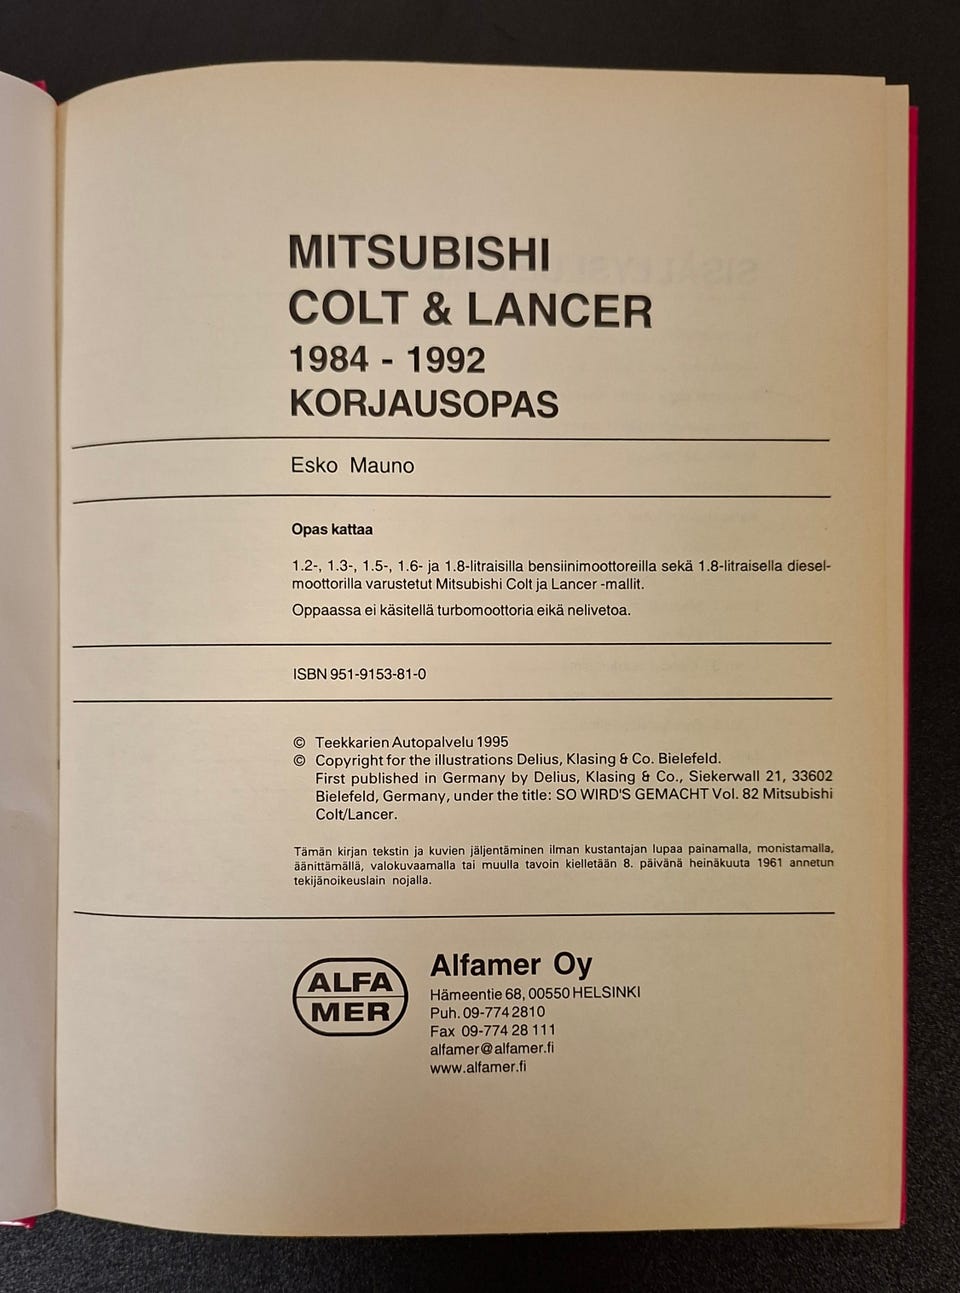 MITSUBISHI
COLT & LANCER
1984 - 1992
KORJAUSOPAS
Esko Mauno
Opas kattaa
1.2-, 1.3-, 1.5-, 1.6- ja 1.8-litraisilla bensiinimoottoreilla sekä 1.8-litraisella diesel-
moottorilla varustetut Mitsubishi Colt ja Lancer -mallit.
Oppaassa ei käsitellä turbomoottoria eikä nelivetoa.
ISBN 951-9153-81-0
© Teekkarien Autopalvelu 1995
© Copyright for the illustrations Delius, Klasing & Co. Bielefeld.
First published in Germany by Delius, Klasing & Co., Siekerwall 21, 33602
Bielefeld, Germany, under the title: SO WIRD'S GEMACHT Vol. 82 Mitsubishi
Colt/Lancer.
Tämän kirjan tekstin ja kuvien jäljentäminen ilman kustantajan lupaa painamalla, monistamalla,
äänittämällä, valokuvaamalla tai muulla tavoin kielletään 8. päivänä heinäkuuta 1961 annetun
tekijänoikeuslain nojalla.
ALFA
MER
Alfamer Oy
Hämeentie 68, 00550 HELSINKI
Puh. 09-774 2810
Fax 09-774 28 111
alfamer@alfamer.fi
www.alfamer.fi